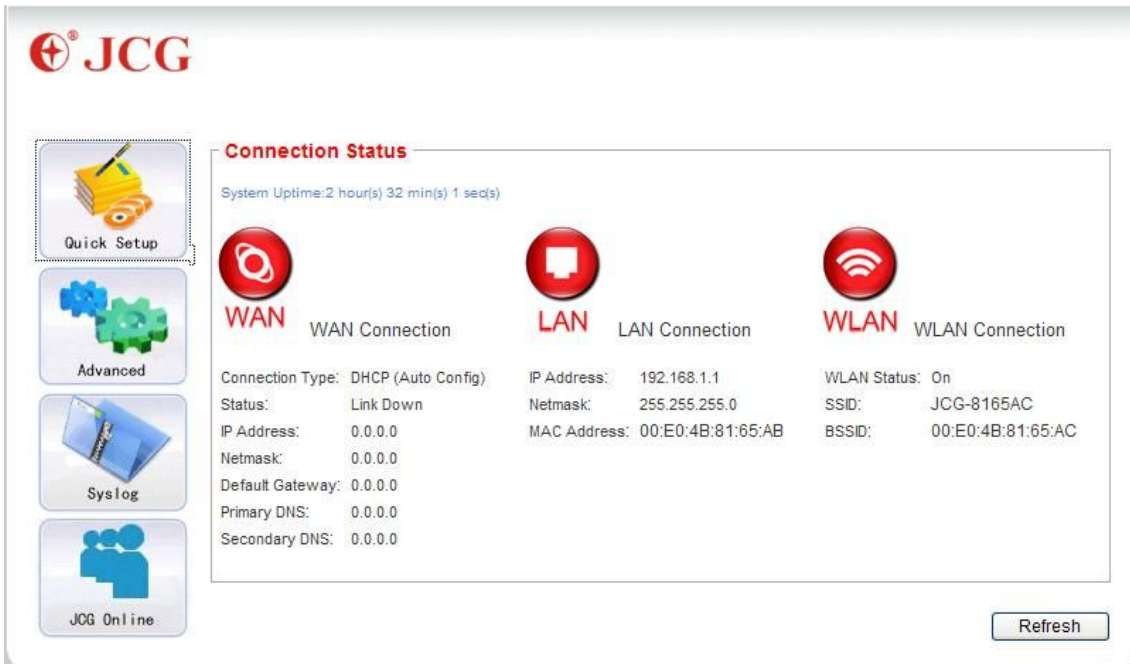 ® JCG
Connection Status
System Uptime:2 hour(s) 32 min(s) 1 sec(s)
Quick Setup
Advanced
Syslog
JCG Online
WAN WAN Connection
Connection Type: DHCP (Auto Config)
Status: Link Down
IP Address: 0.0.0.0
Netmask: 0.0.0.0
Default Gateway: 0.0.0.0
Primary DNS: 0.0.0.0
Secondary DNS: 0.0.0.0
LAN LAN Connection
IP Address: 192.168.1.1
Netmask: 255.255.255.0
MAC Address: 00:E0:4B:81:65:AB
WLAN WLAN Connection
WLAN Status: On
SSID: JCG-8165AC
BSSID: 00:E0:4B:81:65:AC
Refresh